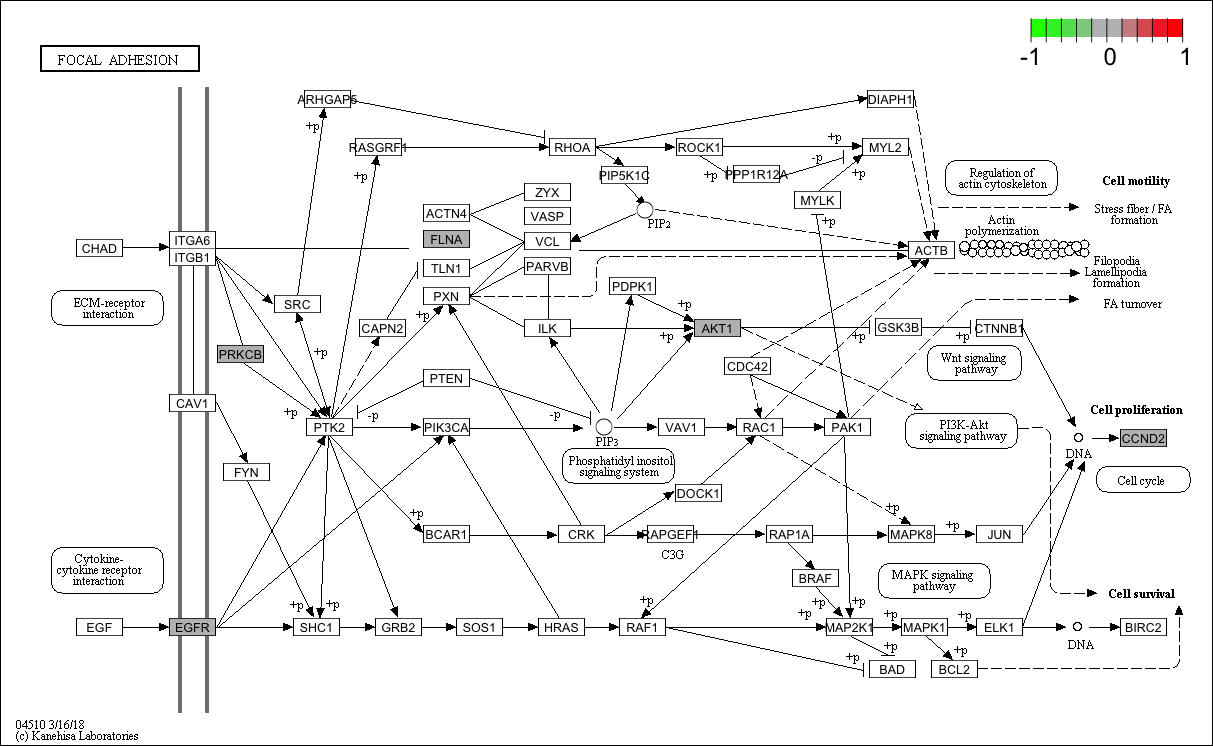 -1 0 1
FOCAL ADHESION
ARHGAP5
DIAPH1
+p
RASGRF1
RHOA
ROCK1
+p
MYL2
+p
PIP5K1C
+p
PPP1R12A
-p
+p
Regulation of
actin cytoskeleton
Cell motility
ZYX
MYLK
ACTN4
VASP
PIP2
+p
Stress fiber / FA
formation
Actin
polymerization
ITGA6
FLNA
VCL
CHAD
ITGB1
ACTB
TLN1
PARVB
Filopodia
Lamellipodia
formation
ECM-receptor
interaction
SRC
PXN
PDPK1
+p
FA turnover
+p
CAPN2
ILK
+p
AKT1
GSK3B
+p
CTNNB1
PRKCB
+p
CDC42
Wnt signaling
pathway
PTEN
CAV1
+p
-p
-p
PTK2
PIK3CA
PIP3
VAV1
RAC1
PAK1
PI3K-Akt
signaling pathway
Cell proliferation
CCND2
DNA
FYN
Phosphatidyl inositol
signaling system
Cell cycle
DOCK1
+p
+p
BCAR1
CRK
RAPGEF1
C3G
RAP1A
MAPK8
+p
JUN
Cytokine-
cytokine receptor
interaction
BRAF
MAPK signaling
pathway
Cell survival
+p
+p
+p
+p
+p
+p
+p
EGF
EGFR
SHC1
GRB2
SOS1
HRAS
RAF1
MAP2K1
MAPK1
ELK1
DNA
BIRC2
+p
+p
+p
BAD
BCL2
04510 3/16/18
(c) Kanehisa Laboratories